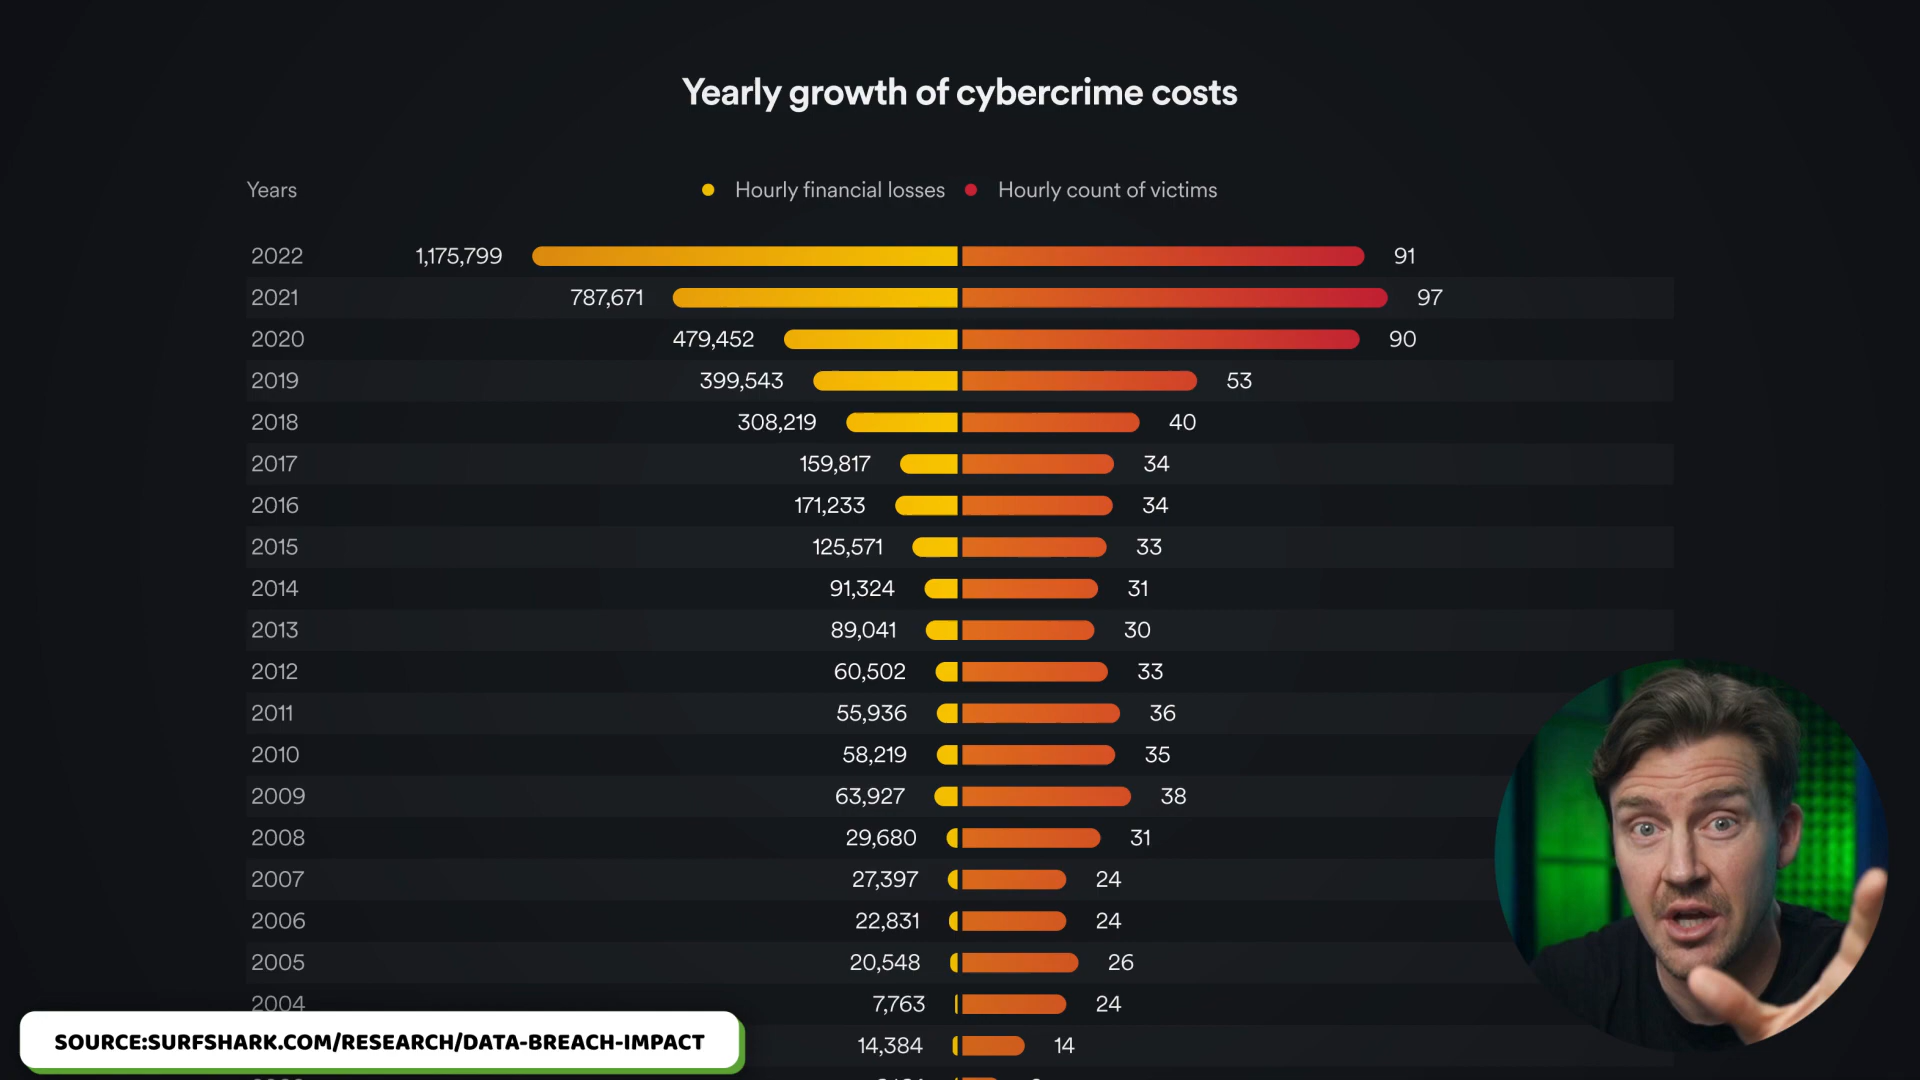 Yearly growth of cybercrime costs
Years
Hourly financial losses
Hourly count of victims
2022 1,175,799 91
2021 787,671 97
2020 479,452 90
2019 399,543 53
2018 308,219 40
2017 159,817 34
2016 171,233 34
2015 125,571 33
2014 91,324 31
2013 89,041 30
2012 60,502 33
2011 55,936 36
2010 58,219 35
2009 63,927 38
2008 29,680 31
2007 27,397 24
2006 22,831 24
2005 20,548 26
2004 7,763 24
14,384 14
SOURCE:SURFSHARK.COM/RESEARCH/DATA-BREACH-IMPACT